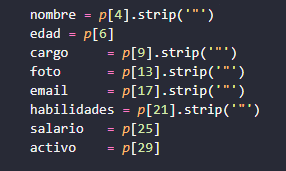 nombre = p[4].strip('"')
edad = p[6]
cargo     = p[9].strip('"')
foto      = p[13].strip('"')
email     = p[17].strip('"')
habilidades = p[21].strip('"')
salario   = p[25]
activo    = p[29]